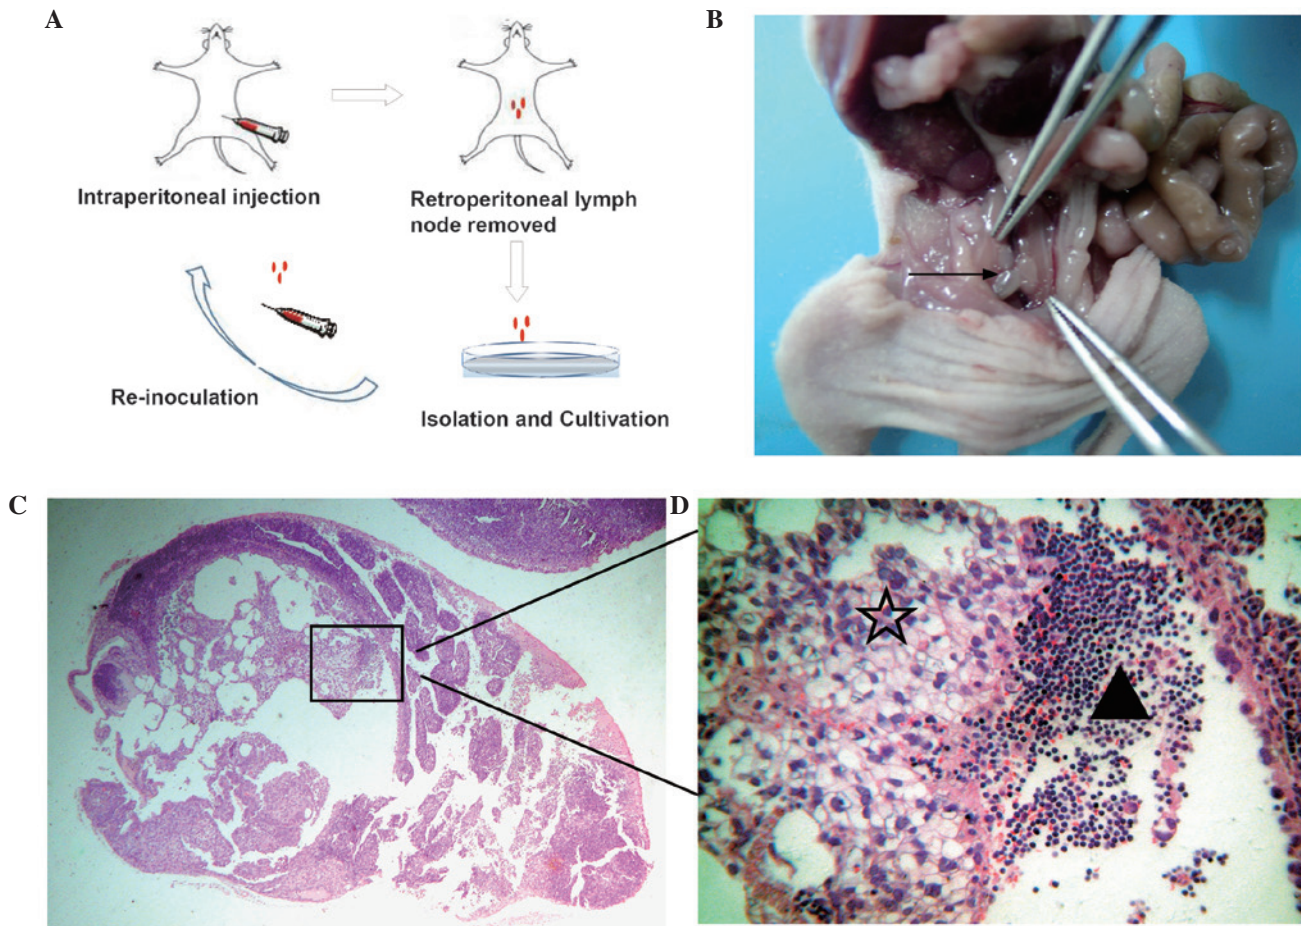 A
B
Intraperitoneal injection
Retroperitoneal lymph
node removed
Re-inoculation
Isolation and Cultivation
C
D